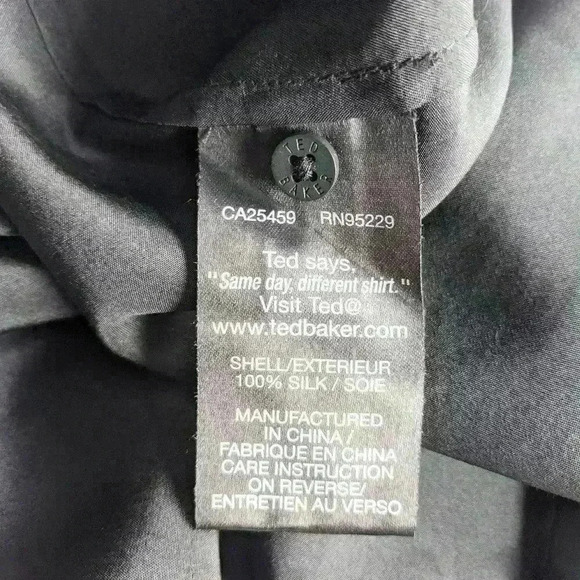 TED
BAKER
CA25459 RN95229
Ted says,
"Same day, different shirt."
Visit Ted@
www.tedbaker.com
SHELL/EXTERIEUR
100% SILK / SOIE
MANUFACTURED
IN CHINA /
FABRIQUE EN CHINA
CARE INSTRUCTION
ON REVERSE/
ENTRETIEN AU VERSO